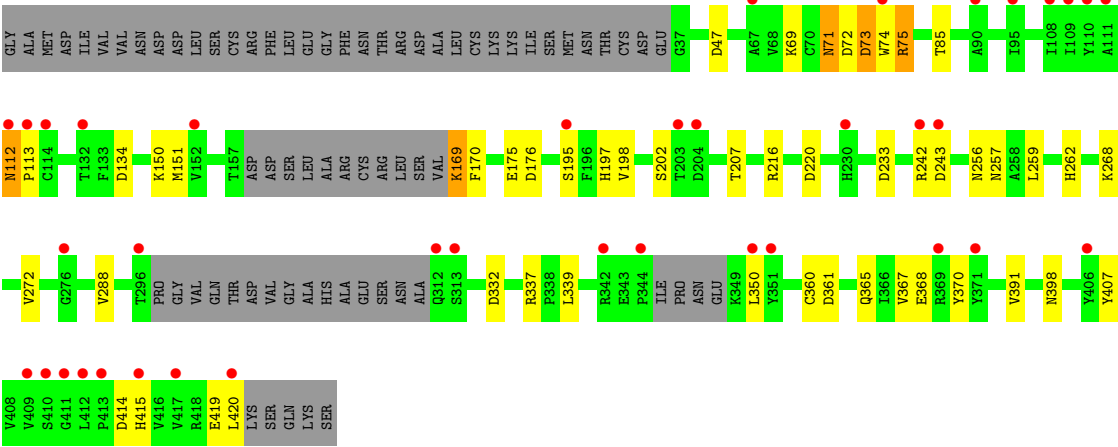 GLY ALA MET ASP ILE VAL VAL ASN ASP ASP LEU SER CYS ARG PHE LEU GLU GLY PHE ASN THR ARG ASP ALA LEU CYS LYS LYS ILE SER MET ASN THR CYS ASP GLU G37 D47 A67 V68 K69 C70 N71 D72 D73 W74 R75 T85 A90 I95 I108 I109 Y110 A111
N112 P113 C114 T132 F133 D134 K150 M151 V152 T157 ASP ASP SER LEU ALA ARG CYS ARG LEU SER VAL K169 F170 E175 D176 S195 F196 H197 V198 S202 T203 D204 T207 R216 D220 H230 D233 R242 D243 N256 N257 A258 L259 H262 K268
V272 G276 V288 T296 PRO GLY VAL GLN THR ASP VAL GLY ALA HIS ALA GLU SER ASN ALA Q312 S313 D332 R337 P338 L339 R342 E343 P344 ILE PRO ASN GLU K349 L350 Y351 C360 D361 Q365 I366 V367 E368 R369 Y370 Y371 V391 N398 Y406 Y407
V408 V409 S410 G411 L412 P413 D414 H415 V416 V417 R418 E419 L420 LYS SER GLN LYS SER